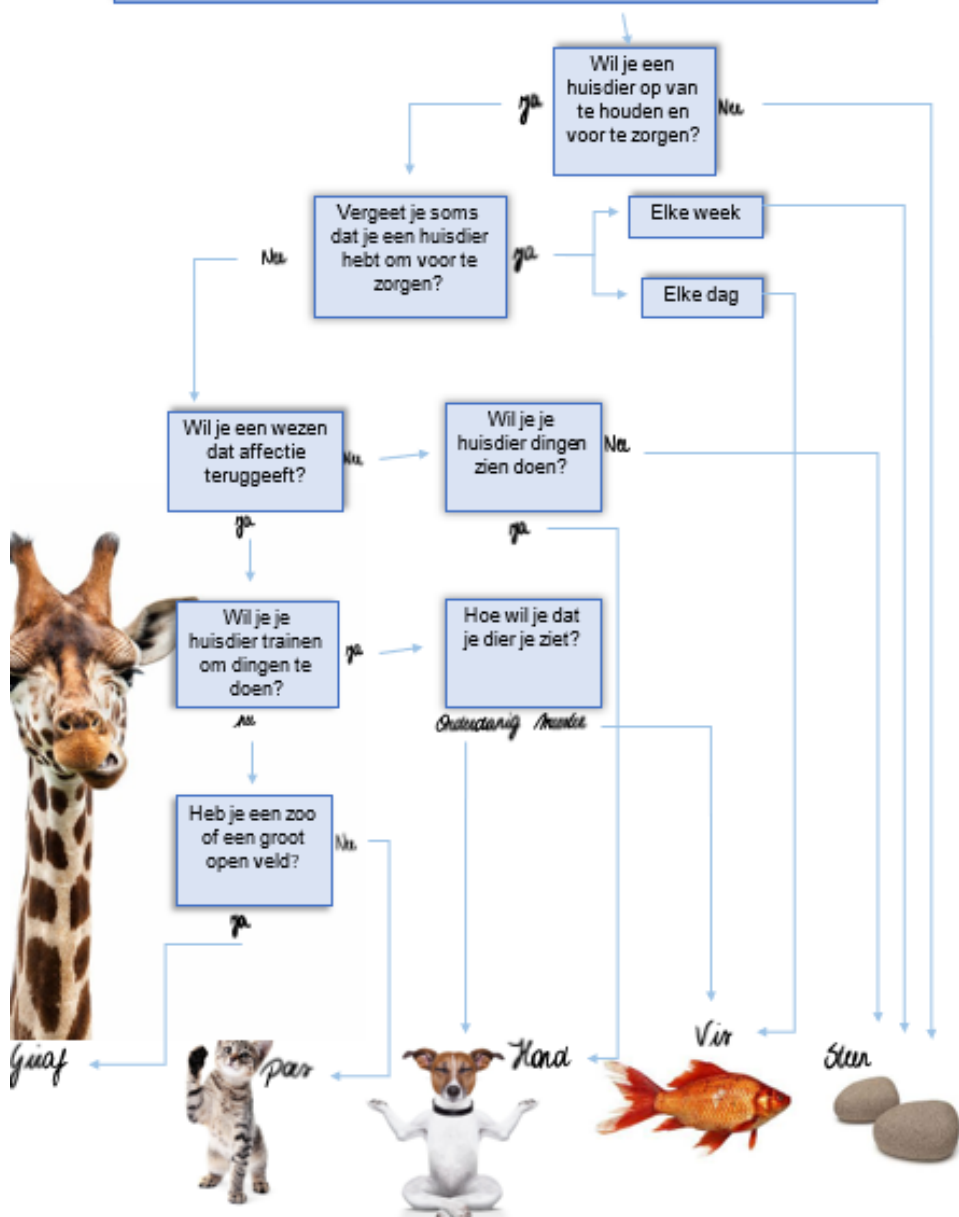 Wil je een
huisdier op van
te houden en
voor te zorgen?
ja
Nee
Vergeet je soms
dat je een huisdier
hebt om voor te
zorgen?
Nee
ja
Elke week
Elke dag
Wil je een wezen
dat affectie
teruggeeft?
Nee
ja
Wil je je
huisdier dingen
zien doen?
Nee
ja
Wil je je
huisdier trainen
om dingen te
doen?
ja
nee
Hoe wil je dat
je dier je ziet?
Onderdanig
Heb je een zoo
of een groot
open veld?
Nee
ja
Giraf
poes
Hond
Vis
Steen